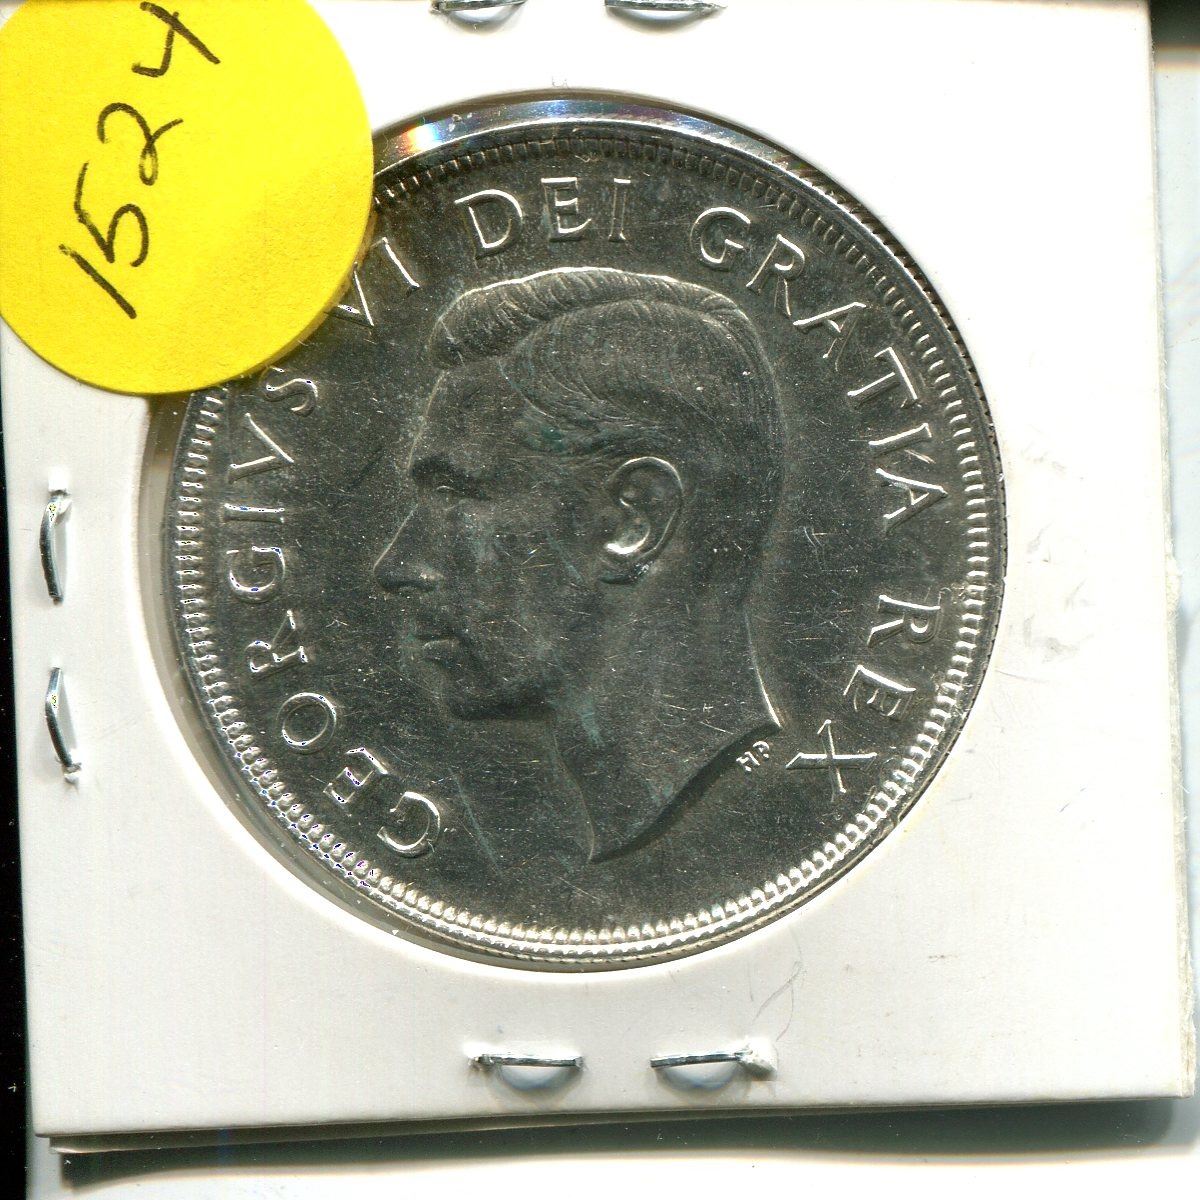 1524
GEORGIVS VI DEI GRATIA REX
HP